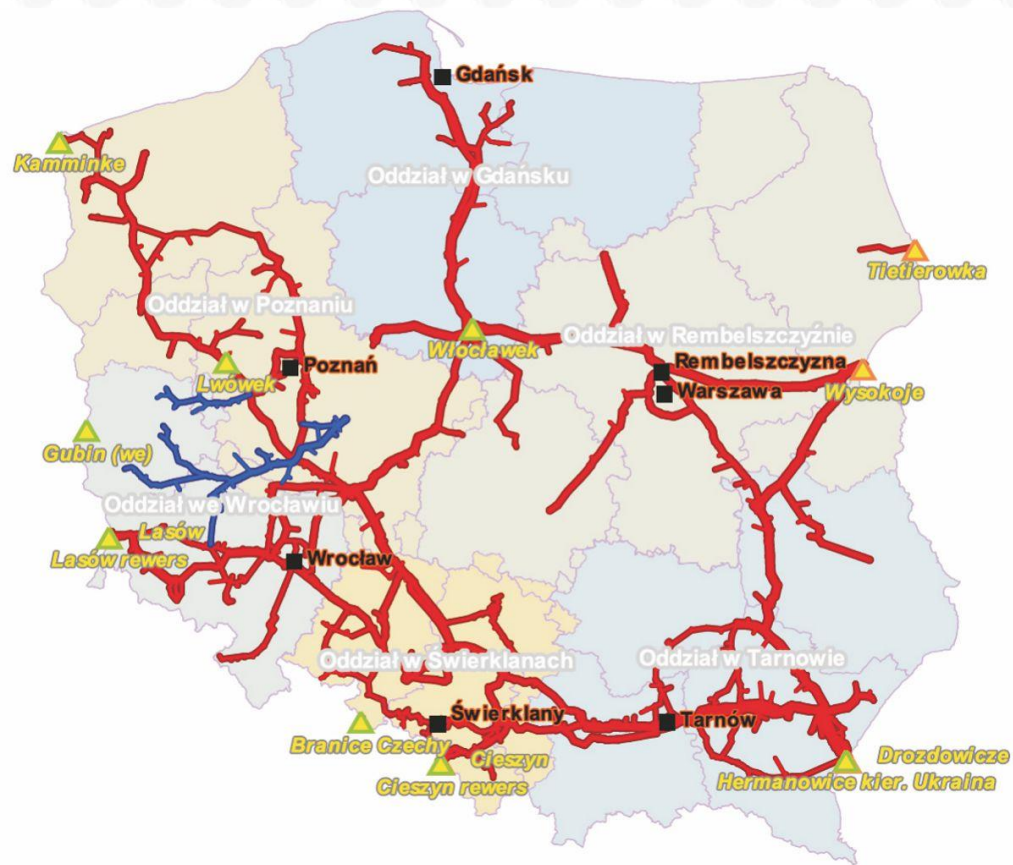 Gdańsk
Kamminke
Oddział w Gdańsku
Tietierowka
Oddział w Poznaniu
Włocławek
Oddział w Rembelszczyźnie
Lwówek
Poznań
Rembelszczyzna
Warszawa
Wysokoje
Gubin (we)
Oddział we Wrocławiu
Lasów
Lasów rewers
Wrocław
Oddział w Świerklanach
Oddział w Tarnowie
Świerklany
Tarnów
Branice Czechy
Cieszyn
Cieszyn rewers
Drozdowicze
Hermanowice kier. Ukraina